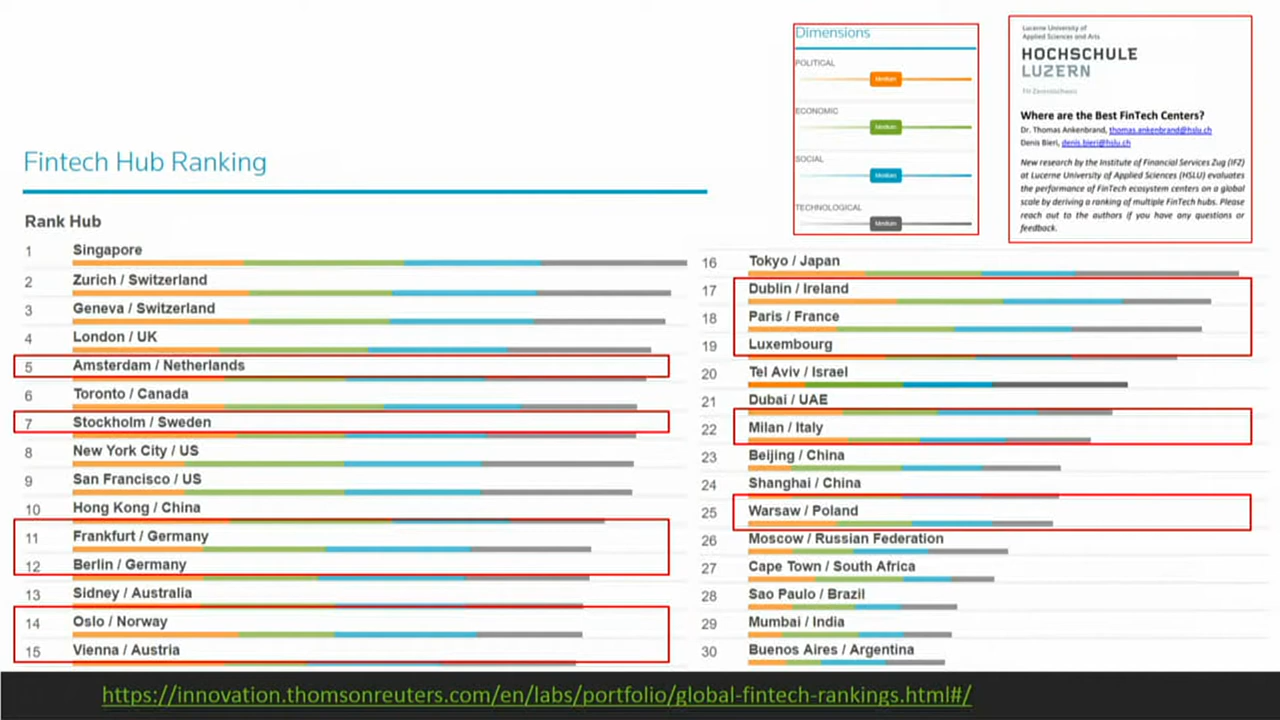 Dimensions
POLITICAL
Medium
ECONOMIC
Medium
SOCIAL
Medium
TECHNOLOGICAL
Medium
Lucerne University of
Applied Sciences and Arts
HOCHSCHULE
LUZERN
FH Zentralschweiz
Where are the Best FinTech Centers?
Dr. Thomas Ankenbrand, thomas.ankenbrand@hslu.ch
Denis Bieri, denis.bieri@hslu.ch
New research by the Institute of Financial Services Zug (IFZ)
at Lucerne University of Applied Sciences (HSLU) evaluates
the performance of FinTech ecosystem centers on a global
scale by deriving a ranking of multiple FinTech hubs. Please
reach out to the authors if you have any questions or
feedback.
Fintech Hub Ranking
Rank Hub
1 Singapore
2 Zurich / Switzerland
3 Geneva / Switzerland
4 London / UK
5 Amsterdam / Netherlands
6 Toronto / Canada
7 Stockholm / Sweden
8 New York City / US
9 San Francisco / US
10 Hong Kong / China
11 Frankfurt / Germany
12 Berlin / Germany
13 Sidney / Australia
14 Oslo / Norway
15 Vienna / Austria
16 Tokyo / Japan
17 Dublin / Ireland
18 Paris / France
19 Luxembourg
20 Tel Aviv / Israel
21 Dubai / UAE
22 Milan / Italy
23 Beijing / China
24 Shanghai / China
25 Warsaw / Poland
26 Moscow / Russian Federation
27 Cape Town / South Africa
28 Sao Paulo / Brazil
29 Mumbai / India
30 Buenos Aires / Argentina
https://innovation.thomsonreuters.com/en/labs/portfolio/global-fintech-rankings.html#/